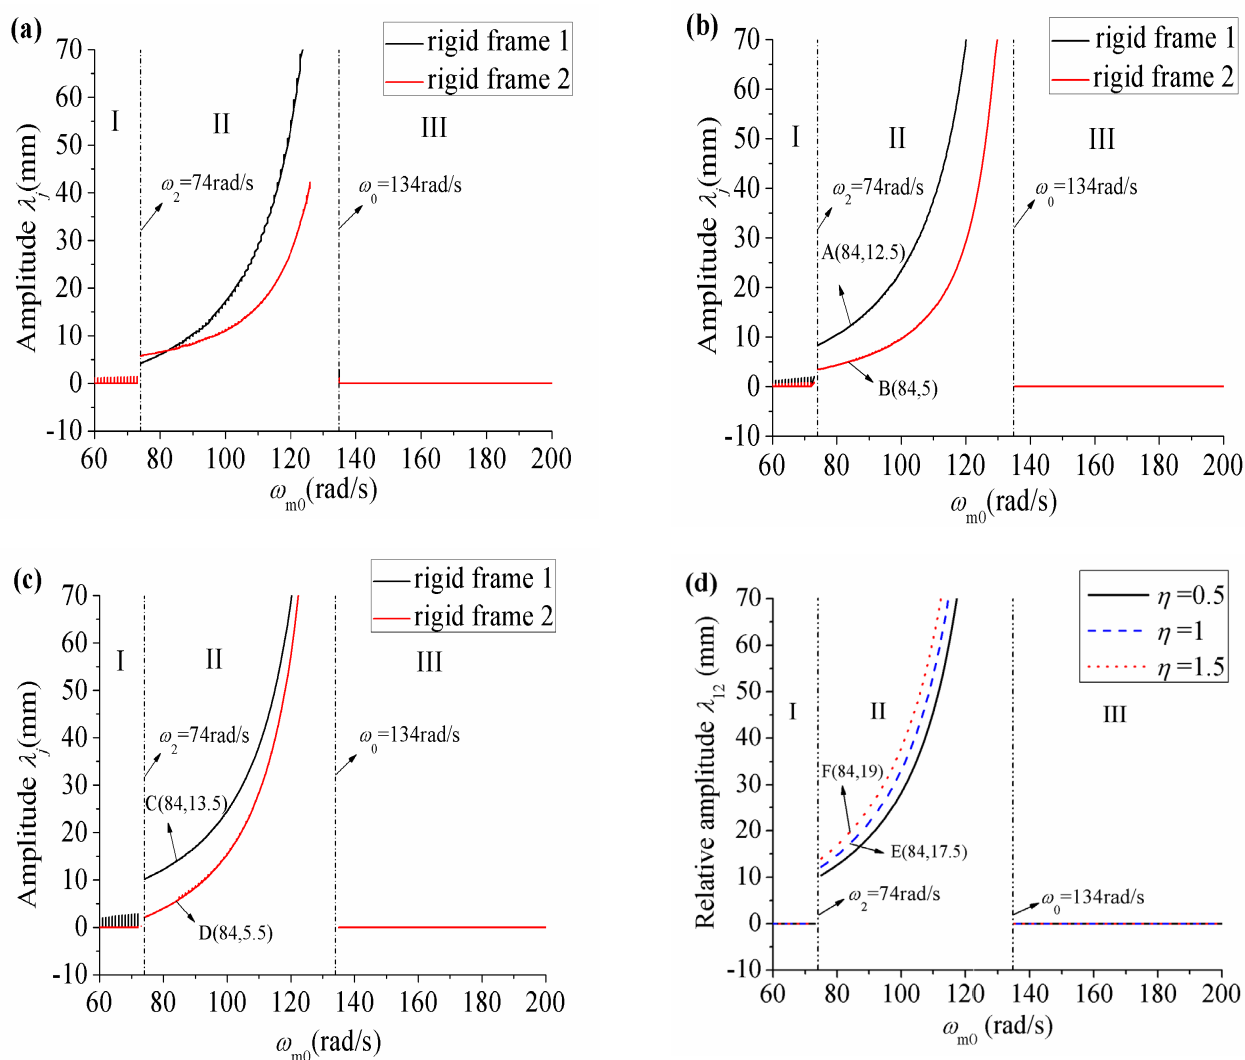 (a)
rigid frame 1
rigid frame 2
I
II
III
ω2=74rad/s
ω0=134rad/s
Amplitude λj(mm)
70
60
50
40
30
20
10
0
-10
60 80 100 120 140 160 180 200
ωm0(rad/s)
(b)
rigid frame 1
rigid frame 2
I
II
III
ω2=74rad/s
ω0=134rad/s
A(84,12.5)
B(84,5)
Amplitude λj(mm)
70
60
50
40
30
20
10
0
-10
60 80 100 120 140 160 180 200
ωm0(rad/s)
(c)
rigid frame 1
rigid frame 2
I
II
III
ω2=74rad/s
ω0=134rad/s
C(84,13.5)
D(84,5.5)
Amplitude λj(mm)
70
60
50
40
30
20
10
0
-10
60 80 100 120 140 160 180 200
ωm0(rad/s)
(d)
η=0.5
η=1
η=1.5
I
II
III
F(84,19)
E(84,17.5)
ω2=74rad/s
ω0=134rad/s
Relative amplitude λ12 (mm)
70
60
50
40
30
20
10
0
-10
60 80 100 120 140 160 180 200
ωm0 (rad/s)